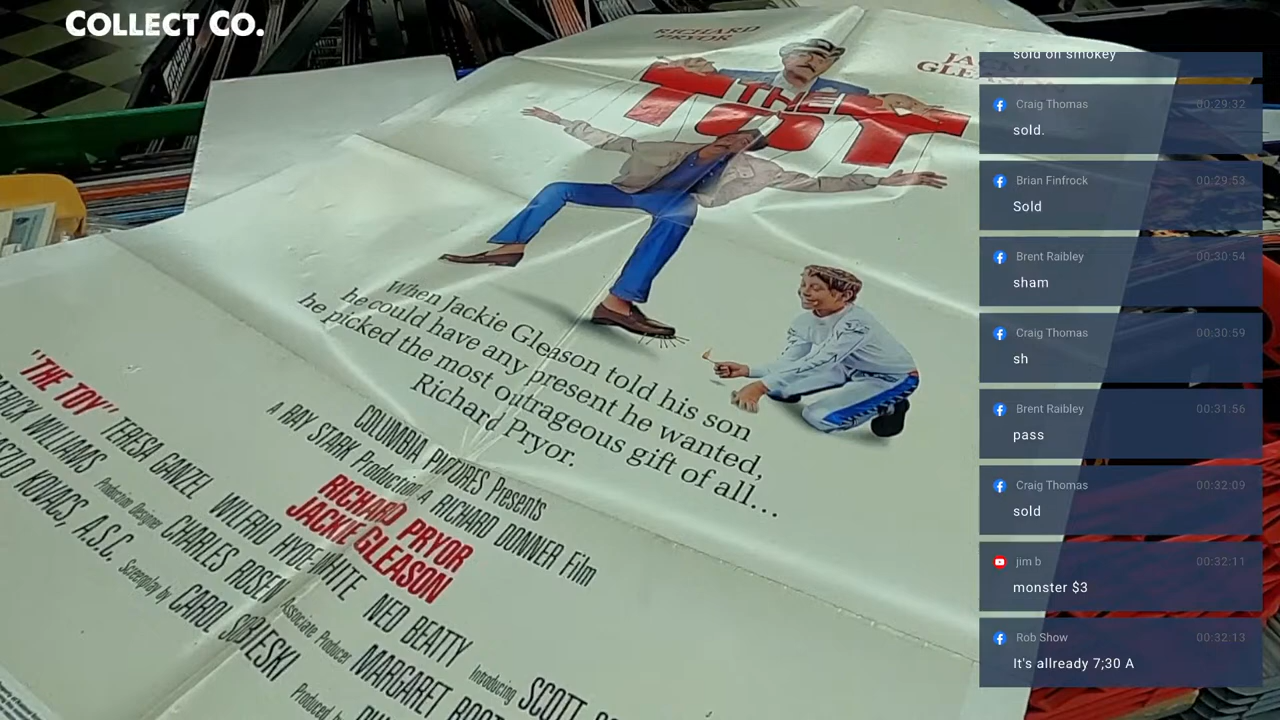 COLLECT CO.
RICHARD
PRYOR
THE
TOY
When Jackie Gleason told his son
he could have any present he wanted,
he picked the most outrageous gift of all...
Richard Pryor.
COLUMBIA PICTURES Presents
A RAY STARK Production A RICHARD DONNER Film
RICHARD PRYOR
JACKIE GLEASON
"THE TOY" TERESA GANZEL WILFRID HYDE WHITE NED BEATTY Introducing SCOTT
WILLIAMS Production Designer CHARLES ROSEN Associate Producer MARGARET
KOVACS, A.S.C. Screenplay by CAROL SOBIESKI Produced by
sold on smokey
Craig Thomas 00:29:32
sold.
Brian Finfrock 00:29:53
Sold
Brent Raibley 00:30:54
sham
Craig Thomas 00:30:59
sh
Brent Raibley 00:31:56
pass
Craig Thomas 00:32:09
sold
jim b 00:32:11
monster $3
Rob Show 00:32:13
It's allready 7;30 A